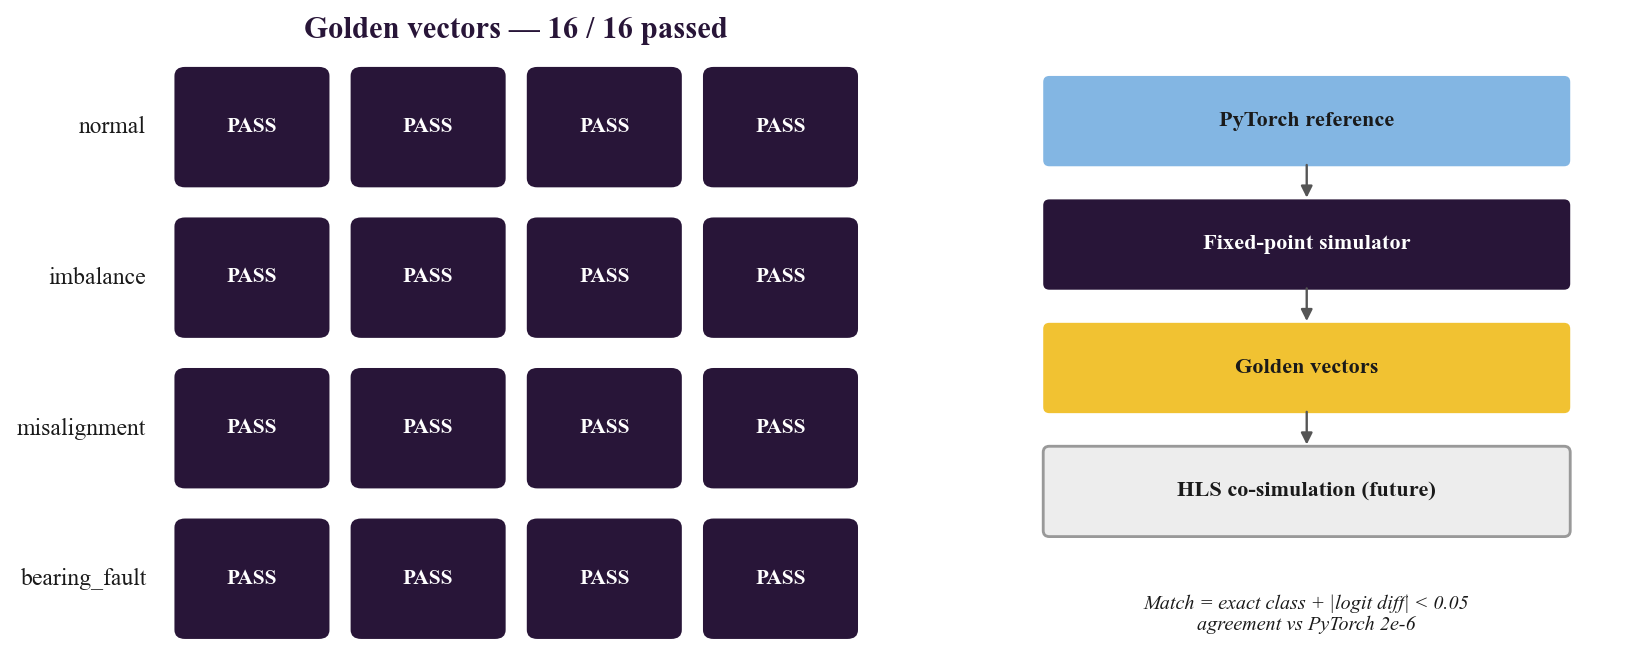 Golden vectors — 16 / 16 passed
normal PASS PASS PASS PASS
imbalance PASS PASS PASS PASS
misalignment PASS PASS PASS PASS
bearing_fault PASS PASS PASS PASS
PyTorch reference
Fixed-point simulator
Golden vectors
HLS co-simulation (future)
Match = exact class + |logit diff| < 0.05
agreement vs PyTorch 2e-6